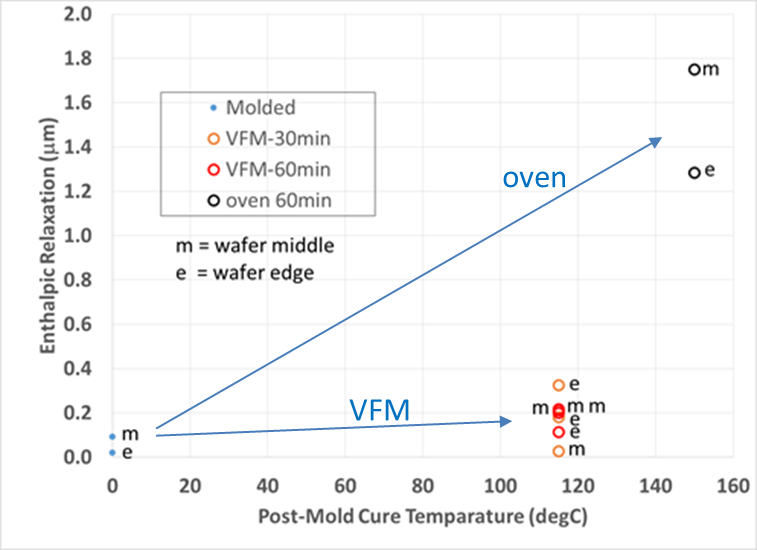 2.0
1.8
1.6
1.4
1.2
1.0
0.8
0.6
0.4
0.2
0.0
Enthalpic Relaxation (µm)
Molded
VFM-30min
VFM-60min
oven 60min
m = wafer middle
e = wafer edge
oven
VFM
m
e
m
e
e
m m m
e
e
m
0 20 40 60 80 100 120 140 160
Post-Mold Cure Temparature (degC)